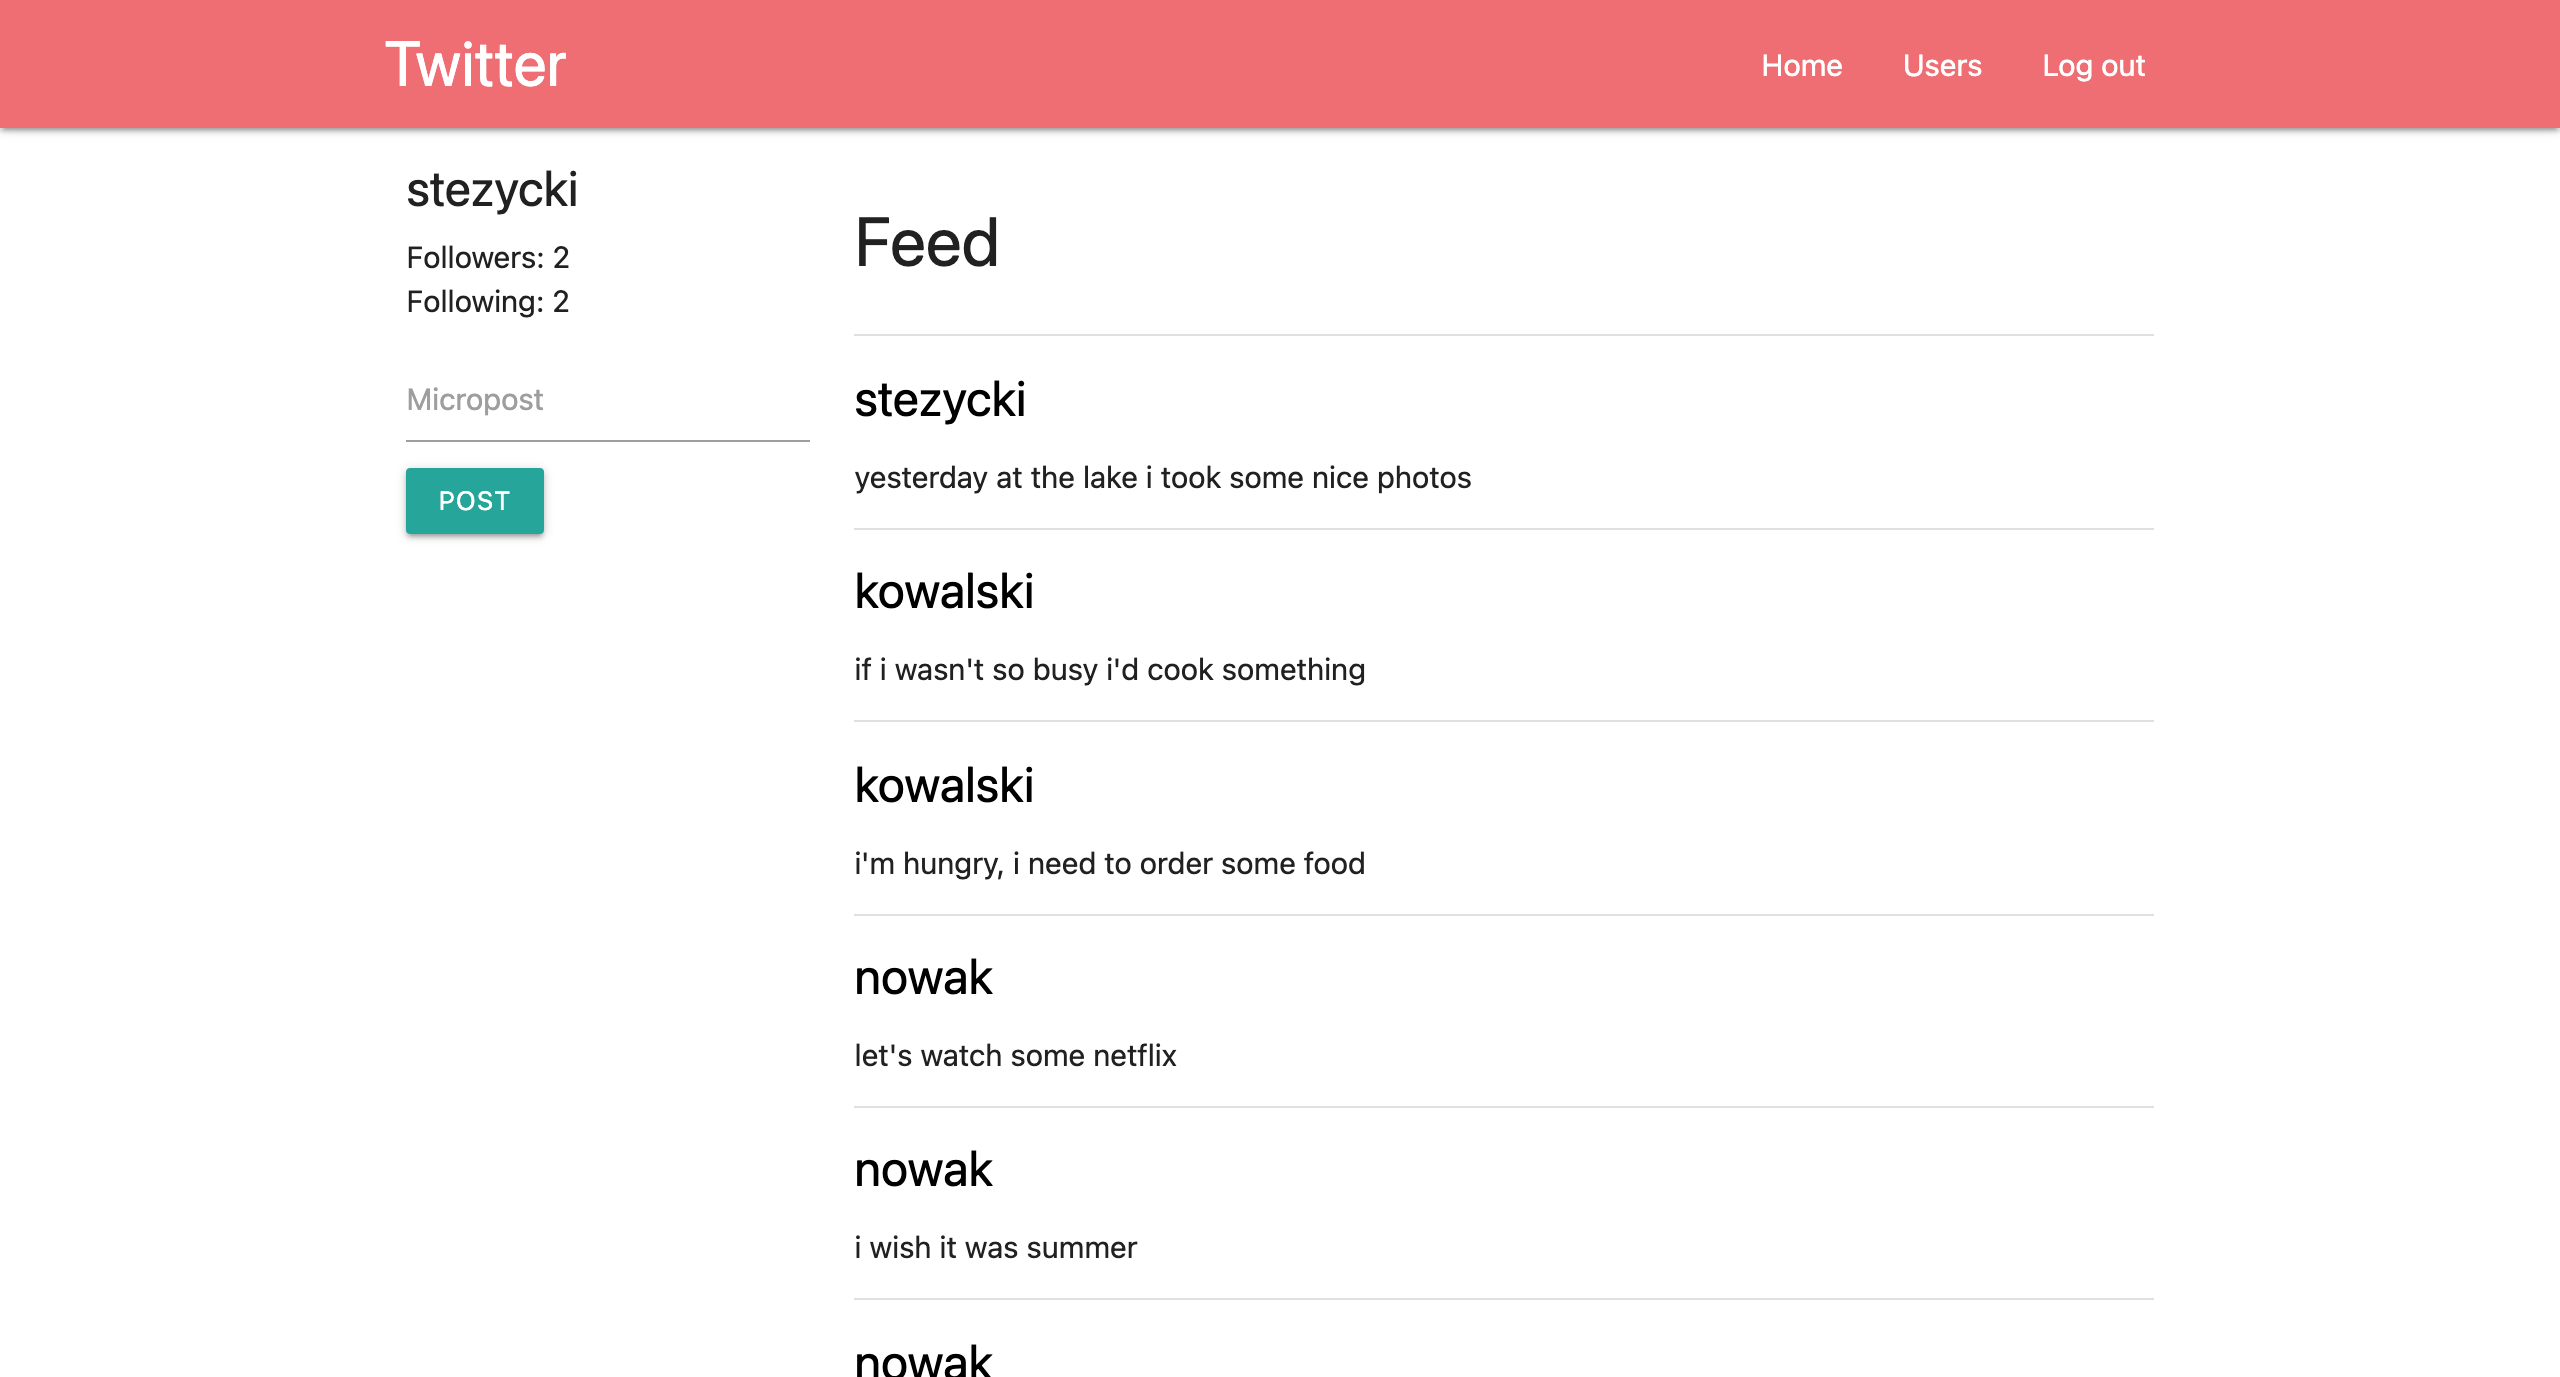 Twitter
Home Users Log out
stezycki
Followers: 2
Following: 2
Micropost
POST
Feed
stezycki
yesterday at the lake i took some nice photos
kowalski
if i wasn't so busy i'd cook something
kowalski
i'm hungry, i need to order some food
nowak
let's watch some netflix
nowak
i wish it was summer
nowak